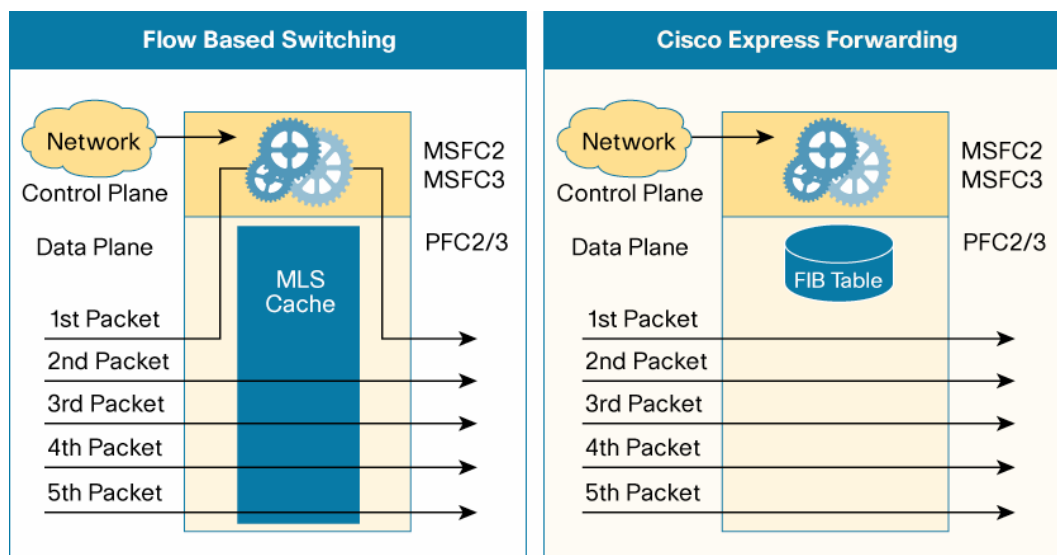 Flow Based Switching
Network
MSFC2
MSFC3
Control Plane
Data Plane
PFC2/3
MLS
Cache
1st Packet
2nd Packet
3rd Packet
4th Packet
5th Packet
Cisco Express Forwarding
Network
MSFC2
MSFC3
Control Plane
Data Plane
PFC2/3
FIB Table
1st Packet
2nd Packet
3rd Packet
4th Packet
5th Packet